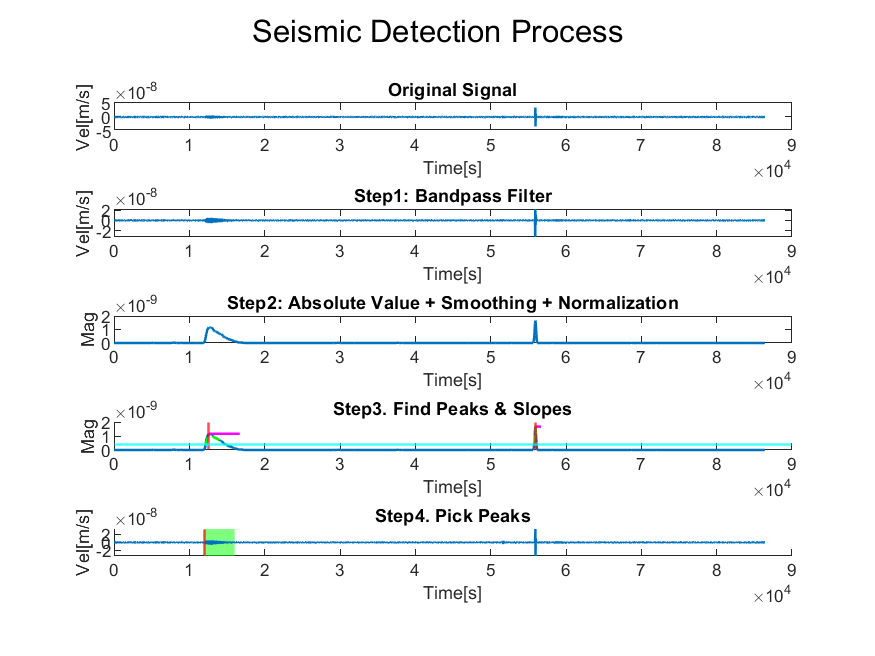 Seismic Detection Process
Original Signal
×10^-8
Vel[m/s]
5
0
-5
0 1 2 3 4 5 6 7 8 9
Time[s]
×10^4
Step1: Bandpass Filter
×10^-8
Vel[m/s]
2
0
-2
0 1 2 3 4 5 6 7 8 9
Time[s]
×10^4
Step2: Absolute Value + Smoothing + Normalization
×10^-9
Mag
2
1
0
0 1 2 3 4 5 6 7 8 9
Time[s]
×10^4
Step3. Find Peaks & Slopes
×10^-9
Mag
2
1
0
0 1 2 3 4 5 6 7 8 9
Time[s]
×10^4
Step4. Pick Peaks
×10^-8
Vel[m/s]
2
0
-2
0 1 2 3 4 5 6 7 8 9
Time[s]
×10^4